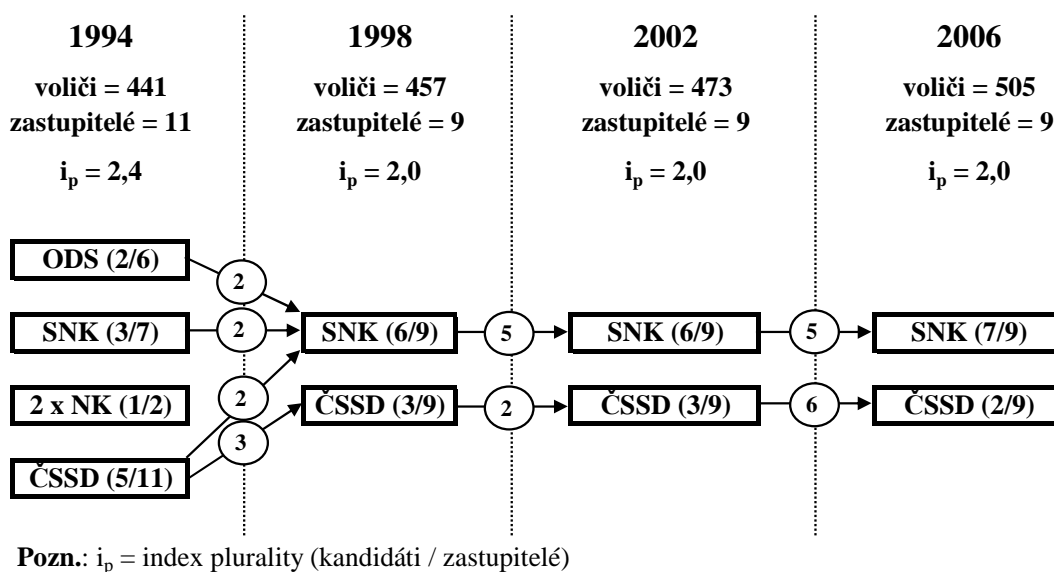 1994 1998 2002 2006
voliči = 441 voliči = 457 voliči = 473 voliči = 505
zastupitelé = 11 zastupitelé = 9 zastupitelé = 9 zastupitelé = 9
ip = 2,4 ip = 2,0 ip = 2,0 ip = 2,0
ODS (2/6)
2
SNK (3/7) 2 SNK (6/9) 5 SNK (6/9) 5 SNK (7/9)
2 x NK (1/2) 2 ČSSD (3/9) 2 ČSSD (3/9) 6 ČSSD (2/9)
3
ČSSD (5/11)
Pozn.: ip = index plurality (kandidáti / zastupitelé)